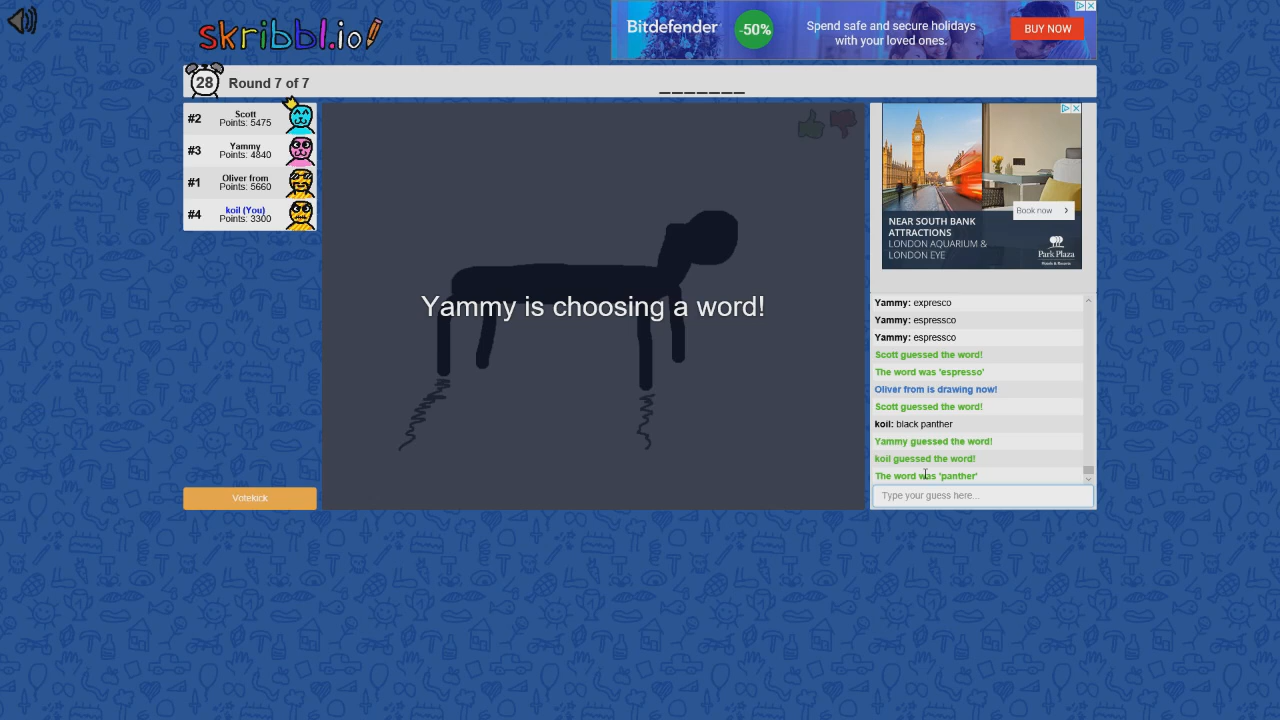 skribbl.io
Bitdefender
-50%
Spend safe and secure holidays
with your loved ones.
BUY NOW
28
Round 7 of 7
_______
#2
Scott
Points: 5475
#3
Yammy
Points: 4840
#1
Oliver from
Points: 5660
#4
koil (You)
Points: 3300
Votekick
Yammy is choosing a word!
Book now
NEAR SOUTH BANK
ATTRACTIONS
LONDON AQUARIUM &
LONDON EYE
Park Plaza
Yammy: expresco
Yammy: espressco
Yammy: espressco
Scott guessed the word!
The word was 'espresso'
Oliver from is drawing now!
Scott guessed the word!
koil: black panther
Yammy guessed the word!
koil guessed the word!
The word was 'panther'
Type your guess here...